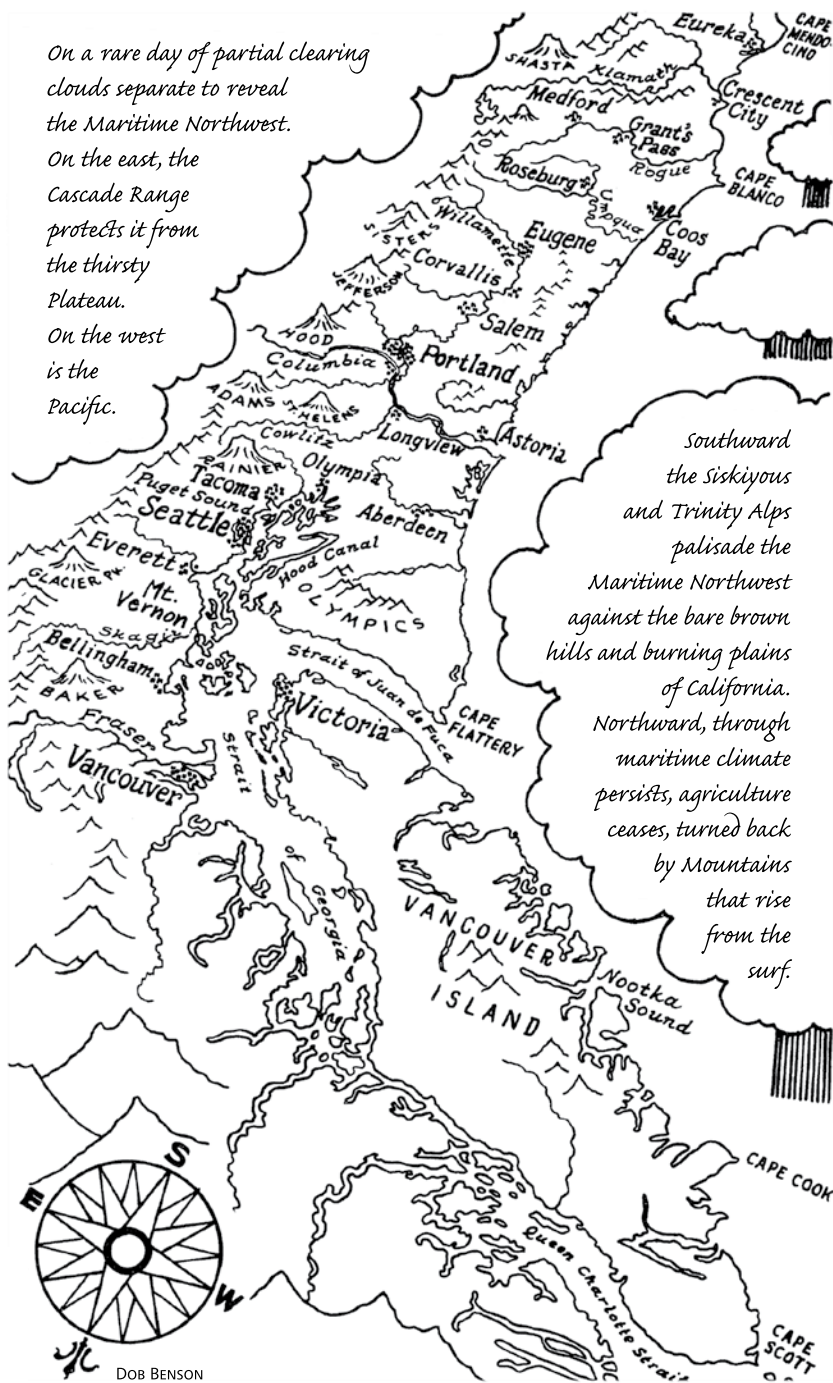 On a rare day of partial clearing
clouds separate to reveal
the Maritime Northwest.
On the east, the
Cascade Range
protects it from
the thirsty
Plateau.
On the west
is the
Pacific.
Eureka
CAPE
MENDO-
CINO
SHASTA
Klamath
Crescent
City
Medford
Grant's
Pass
Rogue
Roseburg
CAPE
BLANCO
Coos
Bay
Willamette
Eugene
SISTERS
Corvallis
JEFFERSON
Salem
HOOD
Columbia
Portland
ADAMS
ST. HELENS
Cowlitz
Longview
Astoria
RAINIER
Olympia
Tacoma
Puget Sound
Seattle
Aberdeen
Everett
Hood Canal
GLACIER PK.
Mt.
Vernon
OLYMPICS
Skagit
Bellingham
BAKER
Strait of Juan de Fuca
Victoria
CAPE
FLATTERY
Fraser
Vancouver
Strait
of
Georgia
VANCOUVER
ISLAND
Nootka
Sound
CAPE COOK
Queen Charlotte Strait
CAPE
SCOTT
Southward
the Siskiyous
and Trinity Alps
palisade the
Maritime Northwest
against the bare brown
hills and burning plains
of California.
Northward, through
maritime climate
persists, agriculture
ceases, turned back
by Mountains
that rise
from the
surf.
S
E
W
DOB BENSON